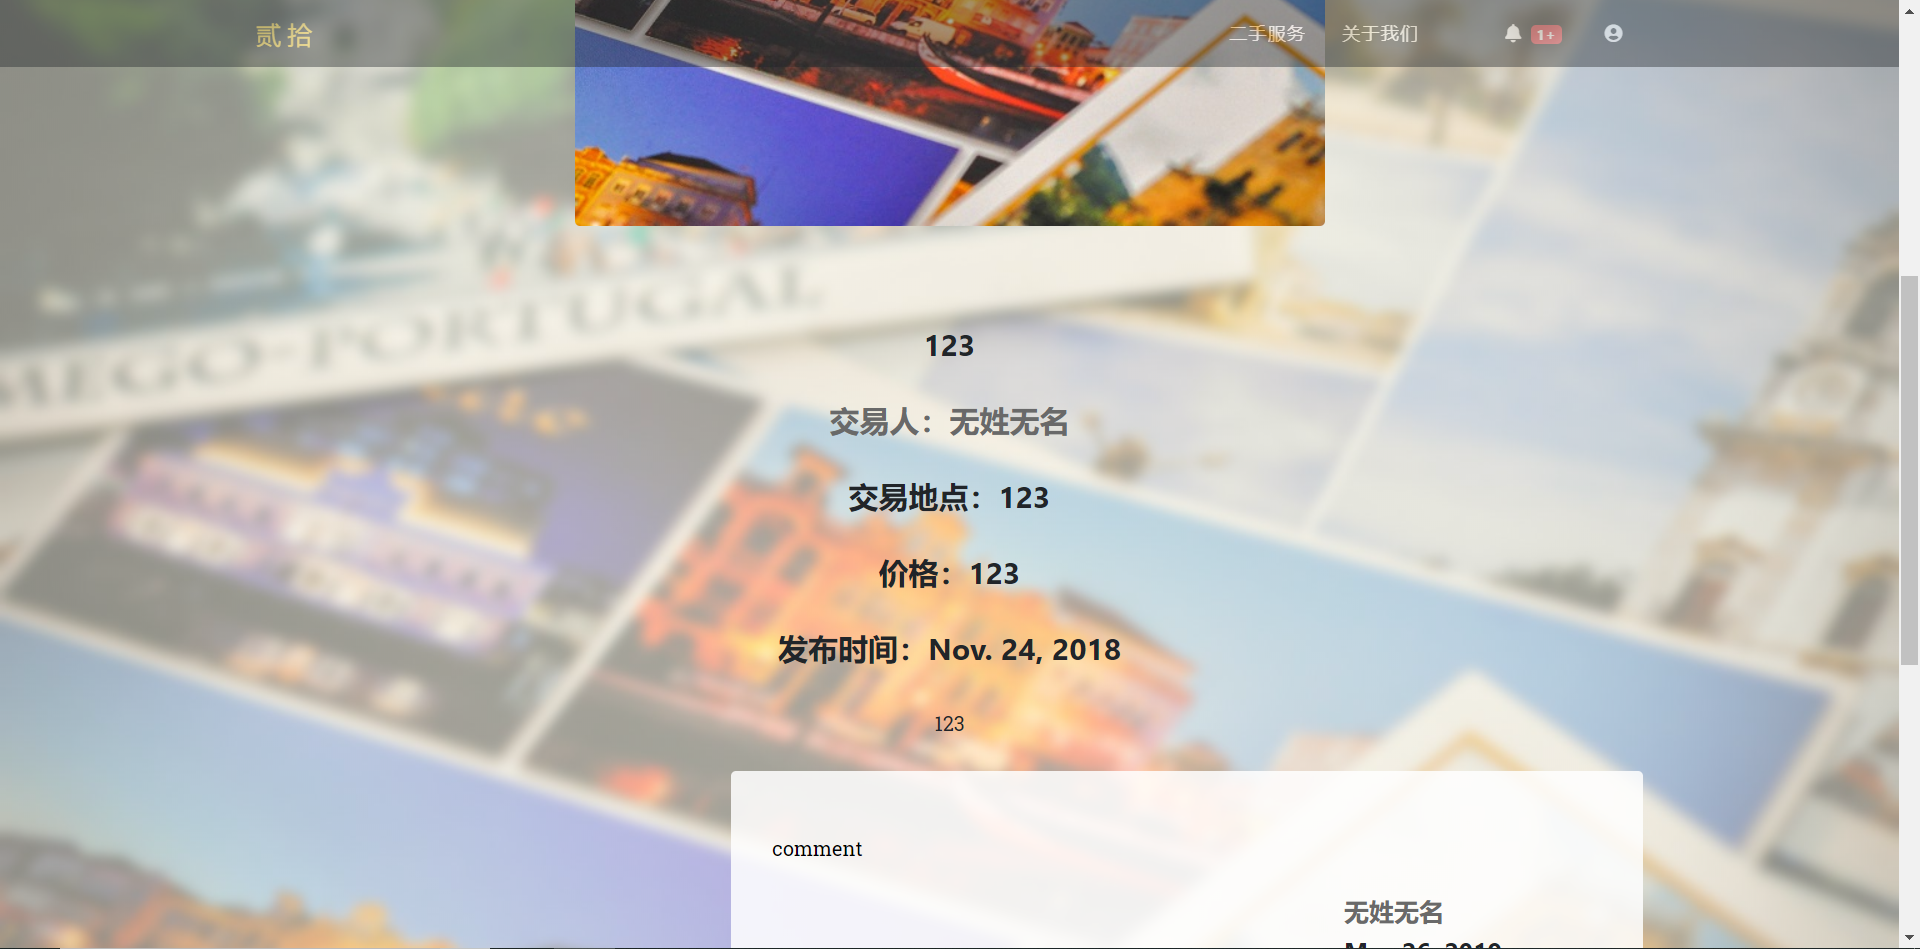 贰拾
二手服务 关于我们 1+
MEGO-PORTUGAL
123
交易人：无姓无名
交易地点：123
价格：123
发布时间：Nov. 24, 2018
123
comment
无姓无名